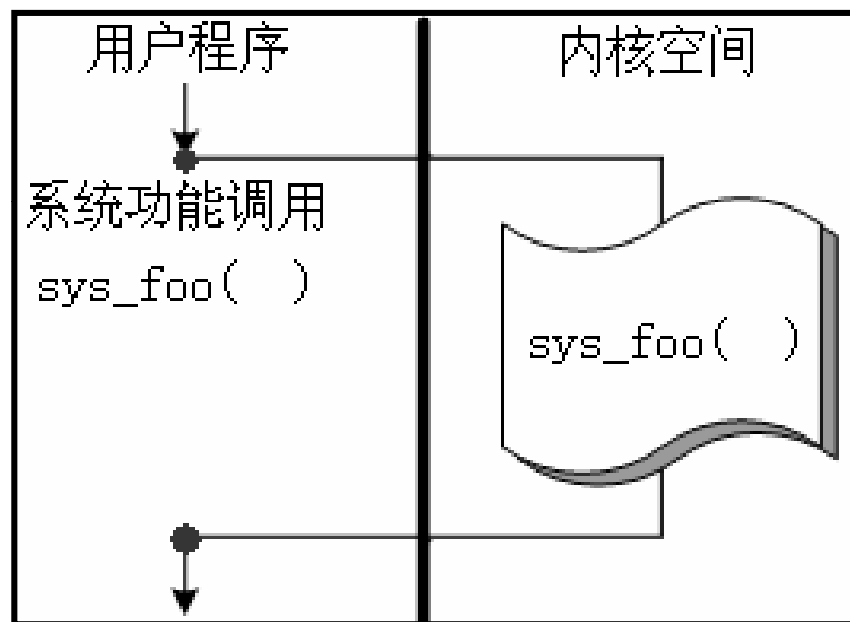 用户程序
内核空间
系统功能调用
sys_foo(  )
sys_foo(  )